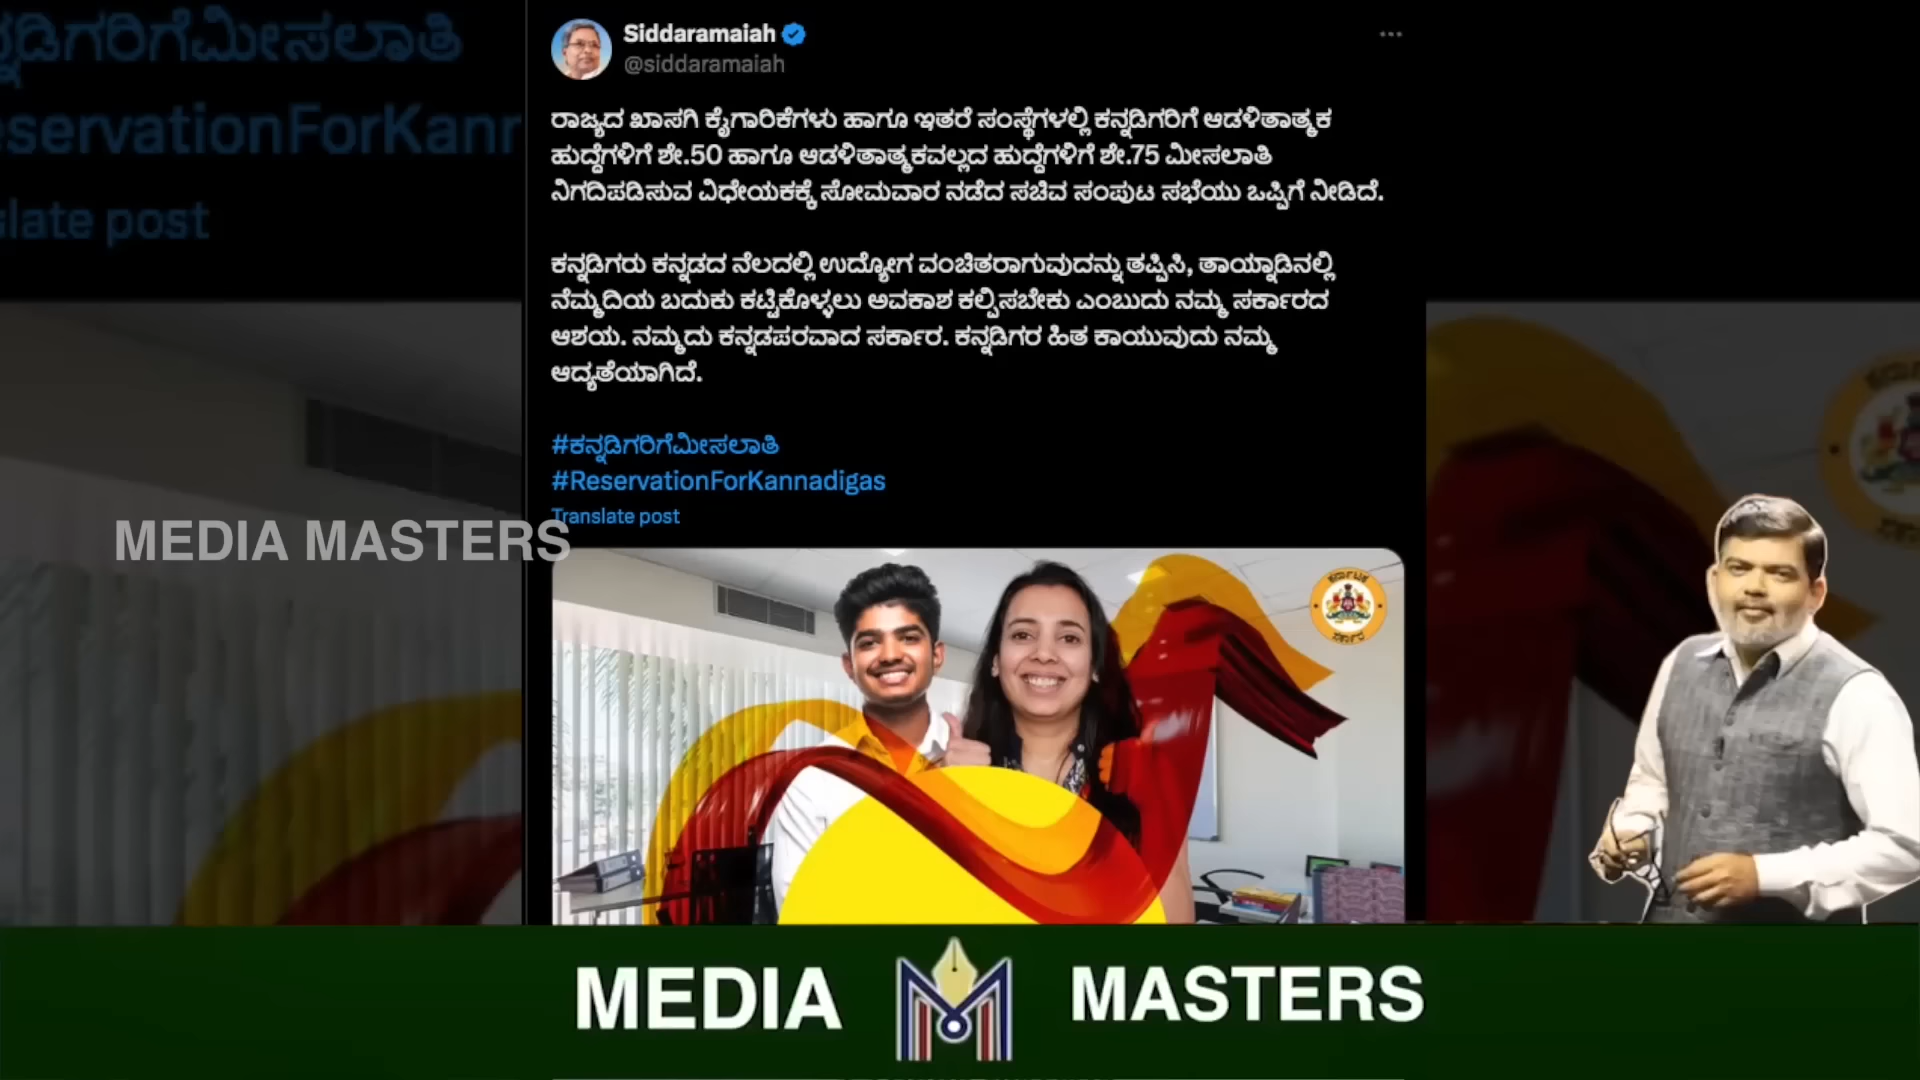 Siddaramaiah
@siddaramaiah
ರಾಜ್ಯದ ಖಾಸಗಿ ಕೈಗಾರಿಕೆಗಳು ಹಾಗೂ ಇತರೆ ಸಂಸ್ಥೆಗಳಲ್ಲಿ ಕನ್ನಡಿಗರಿಗೆ ಆಡಳಿತಾತ್ಮಕ
ಹುದ್ದೆಗಳಿಗೆ ಶೇ.50 ಹಾಗೂ ಆಡಳಿತಾತ್ಮಕವಲ್ಲದ ಹುದ್ದೆಗಳಿಗೆ ಶೇ.75 ಮೀಸಲಾತಿ
ನಿಗದಿಪಡಿಸುವ ವಿಧೇಯಕಕ್ಕೆ ಸೋಮವಾರ ನಡೆದ ಸಚಿವ ಸಂಪುಟ ಸಭೆಯು ಒಪ್ಪಿಗೆ ನೀಡಿದೆ.
ಕನ್ನಡಿಗರು ಕನ್ನಡದ ನೆಲದಲ್ಲಿ ಉದ್ಯೋಗ ವಂಚಿತರಾಗುವುದನ್ನು ತಪ್ಪಿಸಿ, ತಾಯ್ನಾಡಿನಲ್ಲಿ
ನೆಮ್ಮದಿಯ ಬದುಕು ಕಟ್ಟಿಕೊಳ್ಳಲು ಅವಕಾಶ ಕಲ್ಪಿಸಬೇಕು ಎಂಬುದು ನಮ್ಮ ಸರ್ಕಾರದ
ಆಶಯ. ನಮ್ಮದು ಕನ್ನಡಪರವಾದ ಸರ್ಕಾರ. ಕನ್ನಡಿಗರ ಹಿತ ಕಾಯುವುದು ನಮ್ಮ
ಆದ್ಯತೆಯಾಗಿದೆ.
#ಕನ್ನಡಿಗರಿಗೆಮೀಸಲಾತಿ
#ReservationForKannadigas
Translate post
MEDIA MASTERS
ಕರ್ನಾಟಕ
ಸರ್ಕಾರ
MEDIA MASTERS